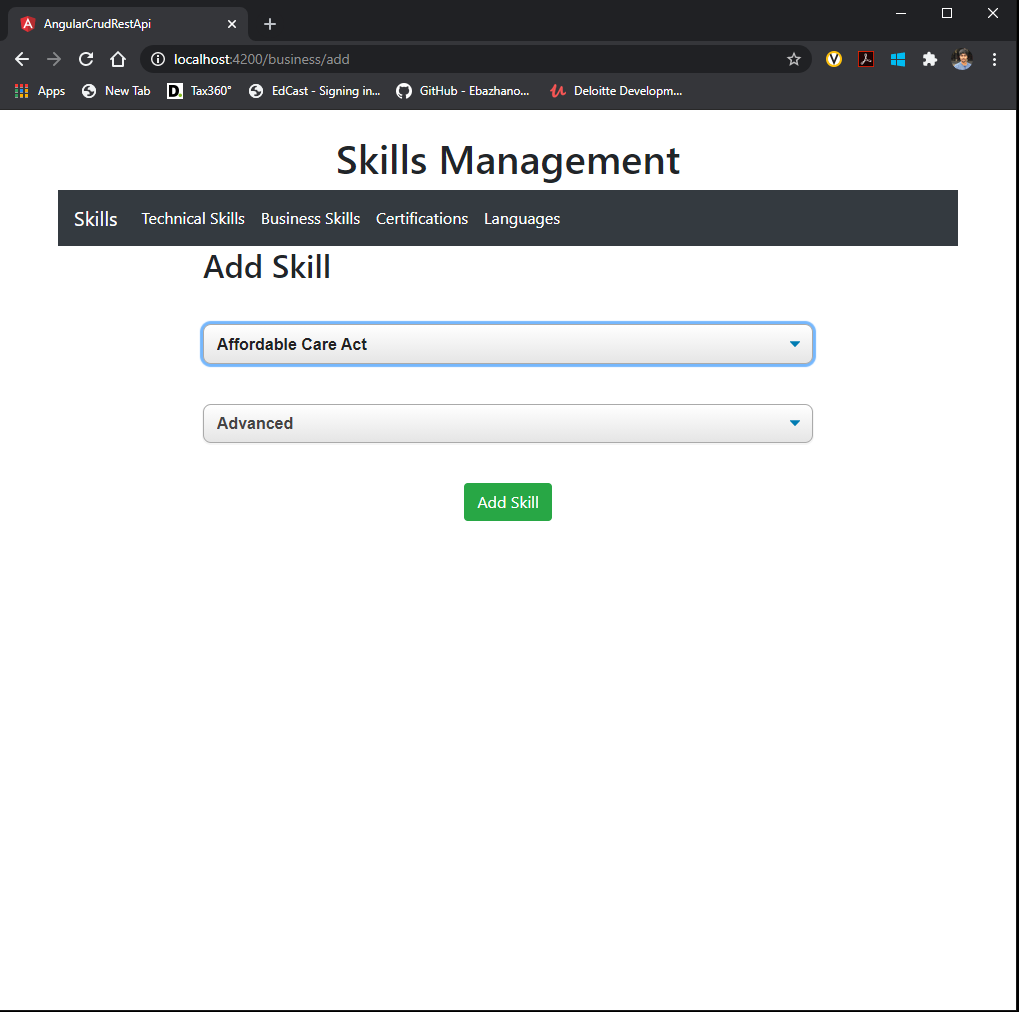 AngularCrudRestApi
localhost:4200/business/add
Apps New Tab D. Tax360° EdCast - Signing in... GitHub - Ebazhano... Deloitte Developm...
Skills Management
Skills Technical Skills Business Skills Certifications Languages
Add Skill
Affordable Care Act
Advanced
Add Skill